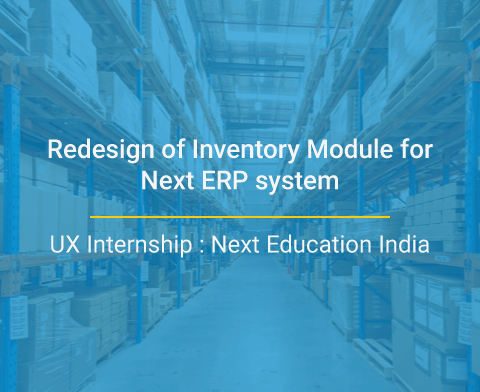 Redesign of Inventory Module for
Next ERP system
UX Internship : Next Education India